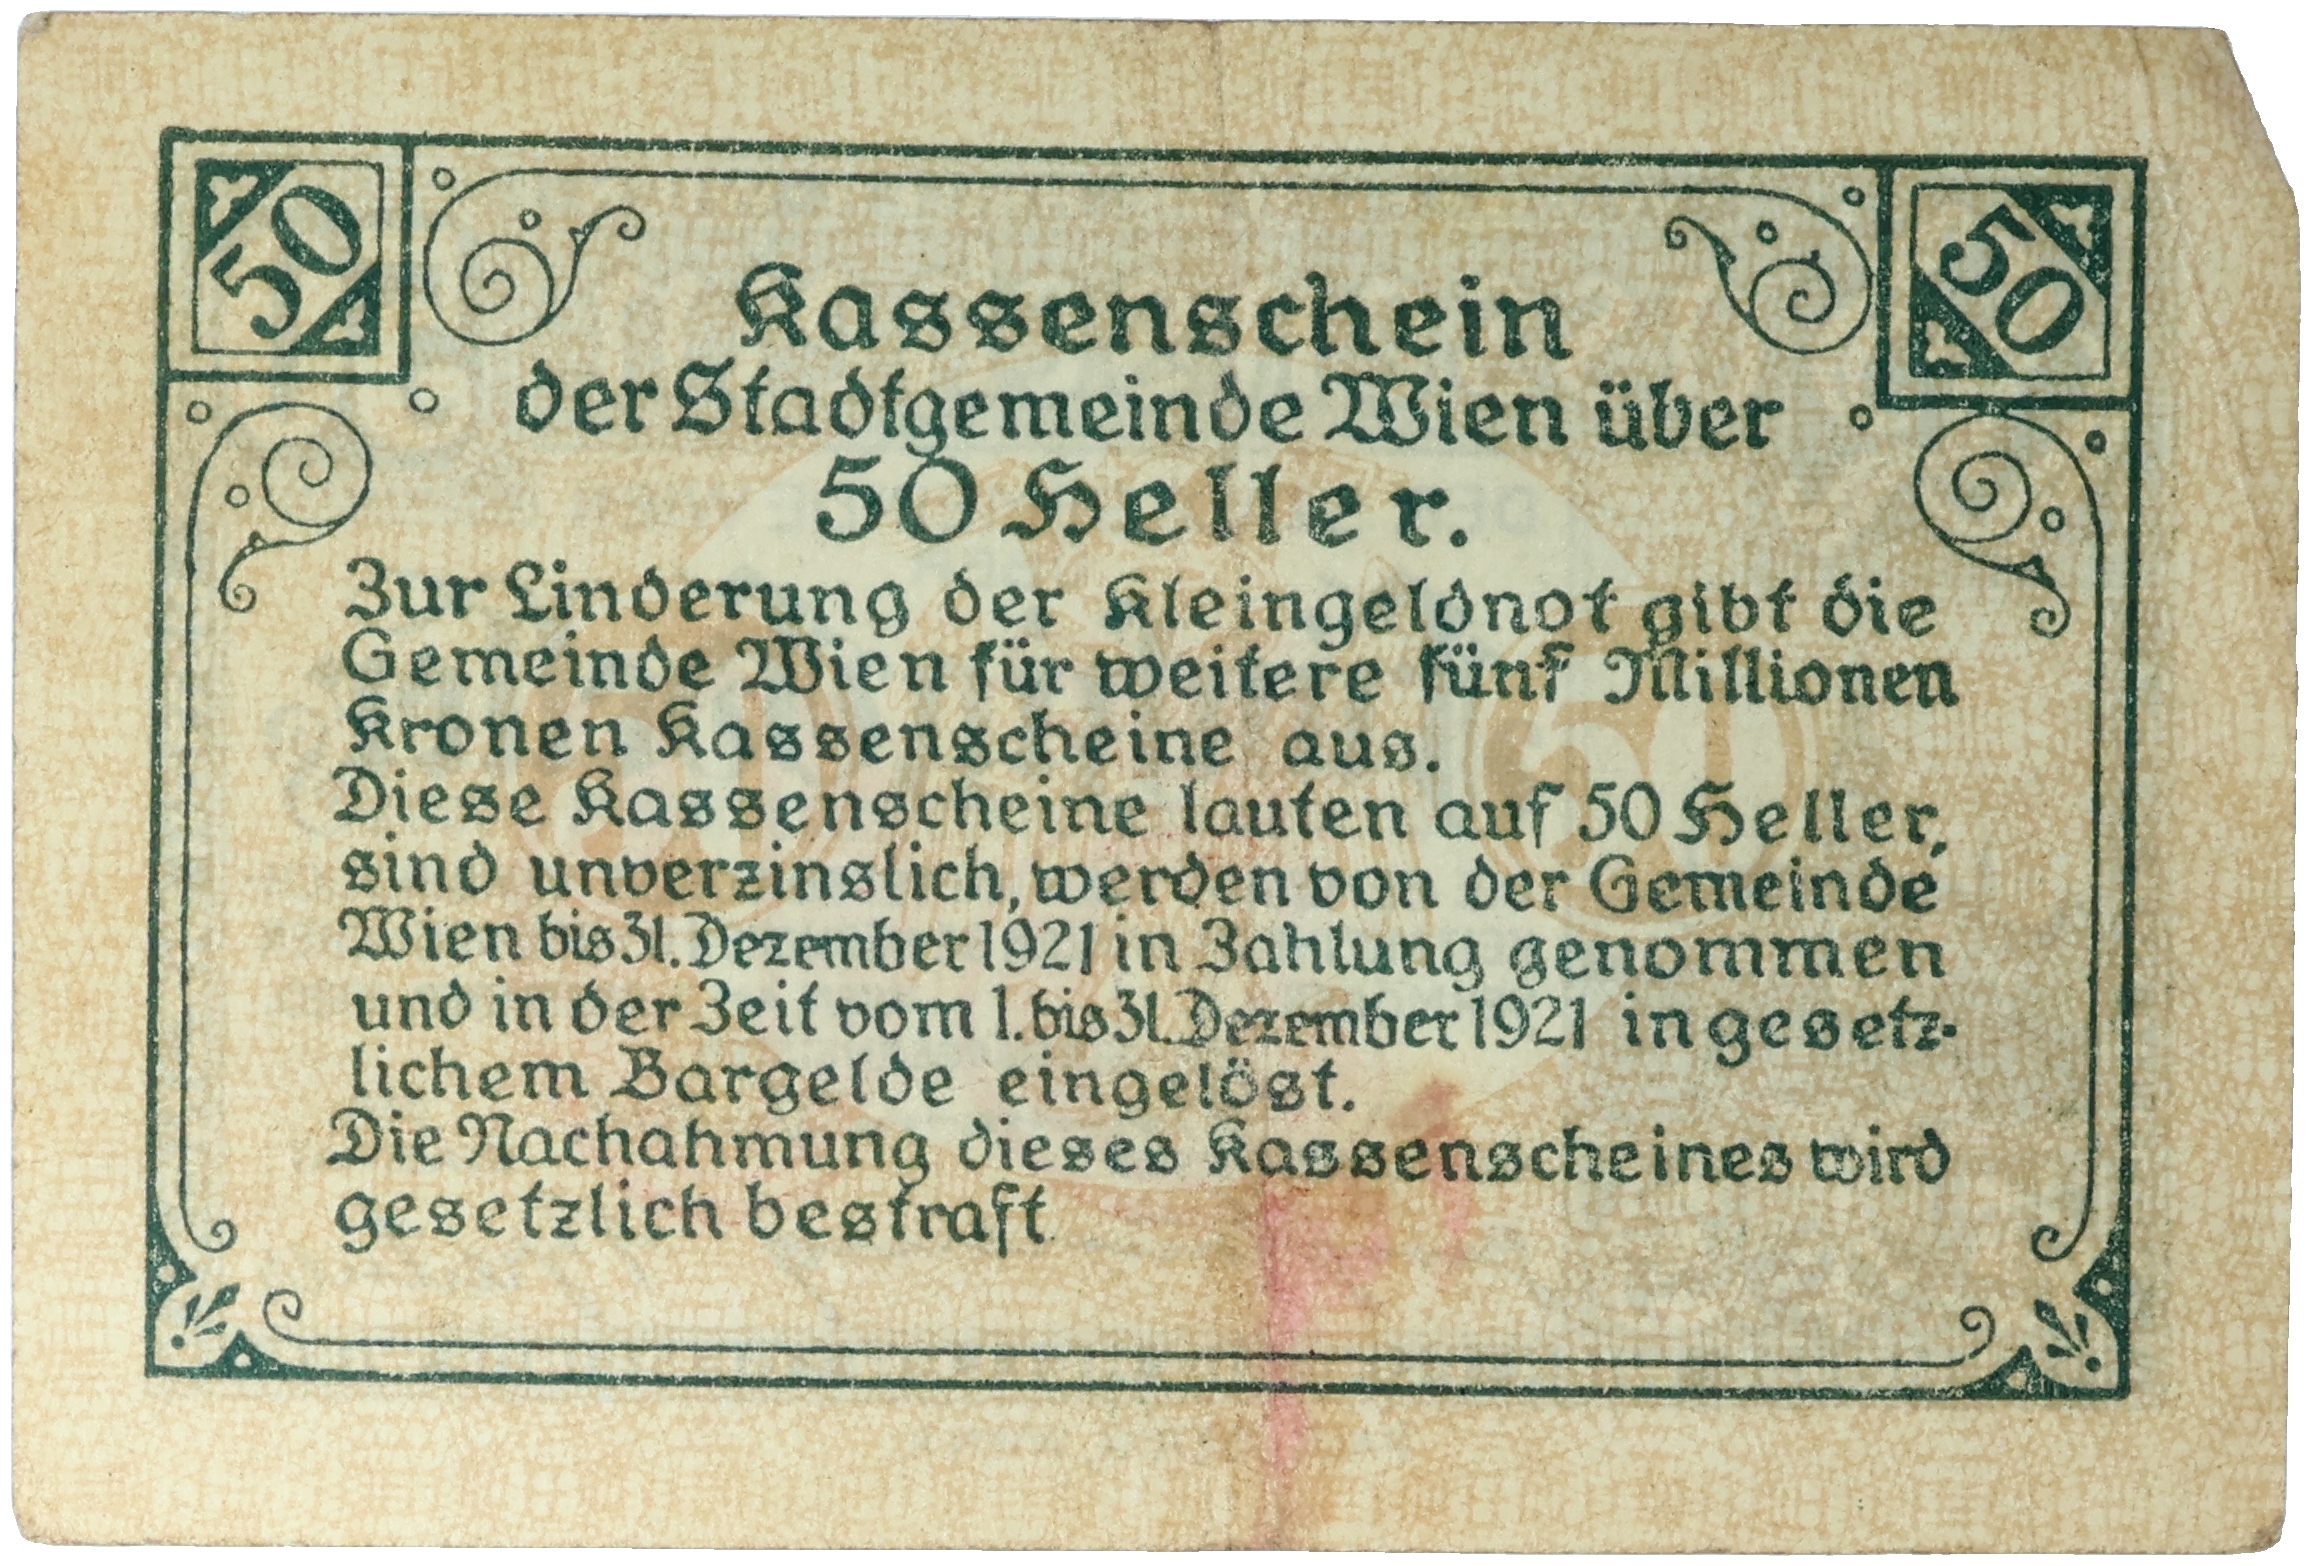 50
50
Kassenschein
der Stadtgemeinde Wien über
50 Heller.
Zur Linderung der Kleingeldnot gibt die
Gemeinde Wien für weitere fünf Millionen
Kronen Kassenscheine aus.
Diese Kassenscheine lauten auf 50 Heller,
sind unverzinslich, werden von der Gemeinde
Wien bis 31. Dezember 1921 in Zahlung genommen
und in der Zeit vom 1. bis 31. Dezember 1921 in gesetz-
lichem Bargelde eingelöst.
Die Nachahmung dieses Kassenscheines wird
gesetzlich bestraft
50